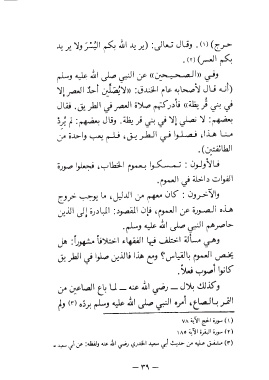 حرج) (١). وقال تعالى: (يريد الله بكم اليُسْرَ ولا يريد
بكم العسر) (٢).
وفي «الصحيحين» عن النبي صلى الله عليه وسلم
(أنه قال لأصحابه عام الخندق: «لا يُصَلِّين أحدٌ العصر إلا
في بني قُريظة» فأدركتهم صلاة العصر في الطريق. فقال
بعضهم: لا نصلي إلا في بني قريظة. وقال بعضهم: لم يُردْ
منا هذا، فصلوا في الطريق، فلم يعب واحدة من
الطائفتين).
فالأولون: تمسكوا بعموم الخطاب، فجعلوا صورة
الفوات داخلة في العموم.
والآخرون: كان معهم من الدليل، ما يوجب خروج
هذه الصورة عن العموم، فإن المقصود: المبادرة إلى الذين
حاصرهم النبي صلى الله عليه وسلم.
وهي مسألة اختلف فيها الفقهاء اختلافاً مشهوراً: هل
يخص العموم بالقياس؟ ومع هذا فالذين صلوا في الطريق
كانوا أصوب فعلاً.
وكذلك بلال ــ رضي الله عنه ــ لما باع الصاعين من
التمر بالصاع، أمره النبي صلى الله عليه وسلم بردّه (٣) ولم
(١) سورة الحج الآية ٧٨
(٢) سورة البقرة الآية ١٨٥
(٣) متفق عليه من حديث أبي سعيد الخدري رضي الله عنه ولفظه: عن أبي سعيد =
ــ ٣٩ ــ